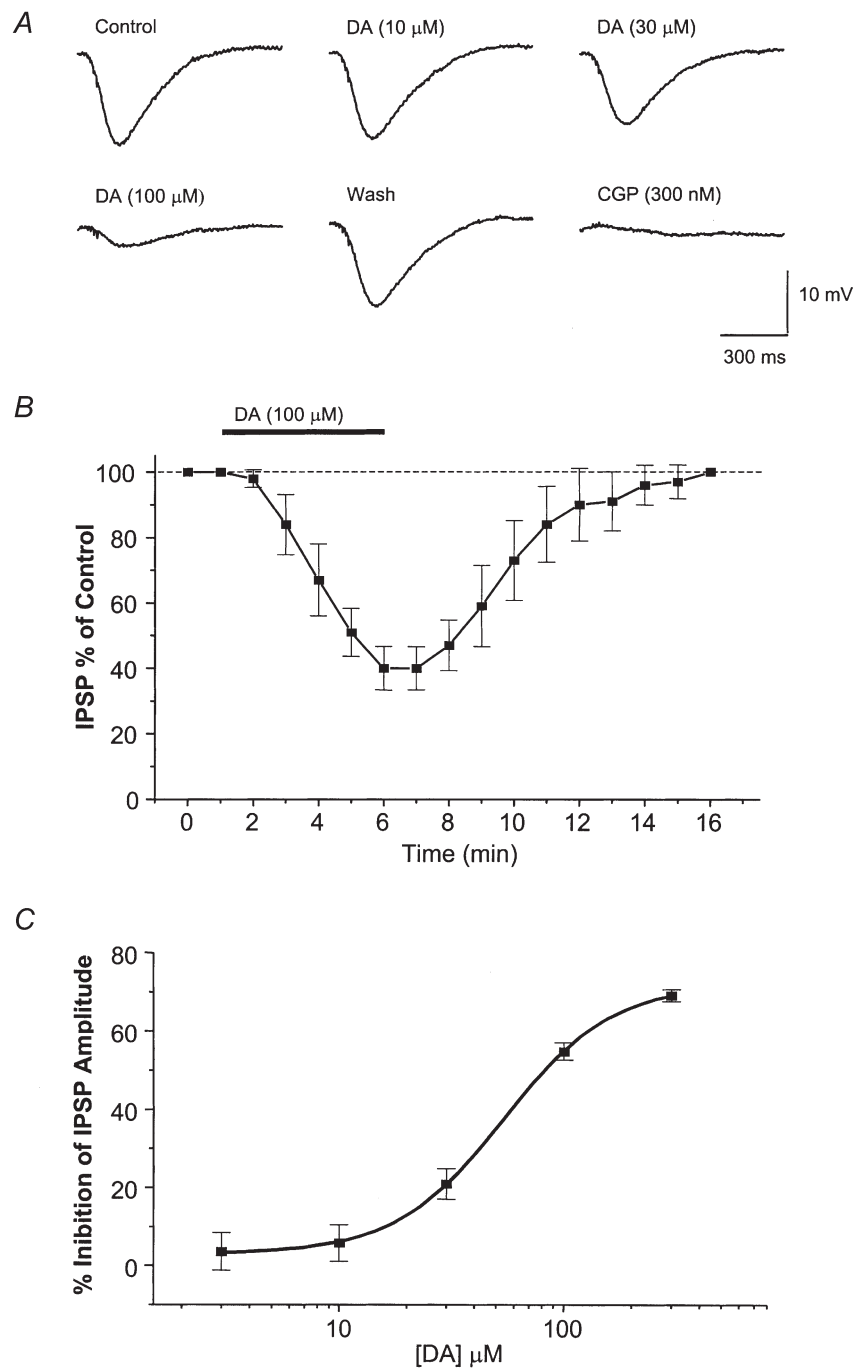 A
Control
DA (10 μM)
DA (30 μM)
DA (100 μM)
Wash
CGP (300 nM)
10 mV
300 ms
B
DA (100 μM)
100
80
60
40
20
0
IPSP % of Control
0 2 4 6 8 10 12 14 16
Time (min)
C
80
60
40
20
0
% Inibition of IPSP Amplitude
10 100
[DA] μM